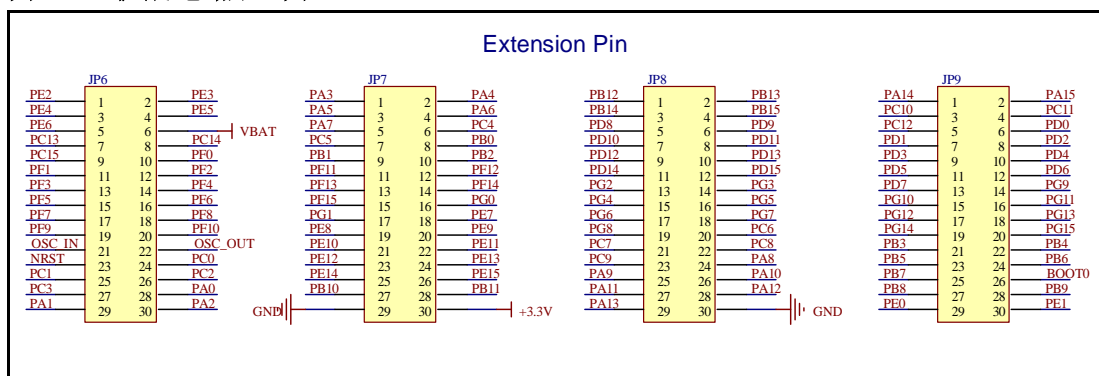 Extension Pin
JP6 JP7 JP8 JP9
PE2 1 2 PE3 PA3 1 2 PA4 PB12 1 2 PB13 PA14 1 2 PA15
PE4 3 4 PE5 PA5 3 4 PA6 PB14 3 4 PB15 PC10 3 4 PC11
PE6 5 6 VBAT PA7 5 6 PC4 PD8 5 6 PD9 PC12 5 6 PD0
PC13 7 8 PC14 PC5 7 8 PB0 PD10 7 8 PD11 PD1 7 8 PD2
PC15 9 10 PF0 PB1 9 10 PB2 PD12 9 10 PD13 PD3 9 10 PD4
PF1 11 12 PF2 PF11 11 12 PF12 PD14 11 12 PD15 PD5 11 12 PD6
PF3 13 14 PF4 PF13 13 14 PF14 PG2 13 14 PG3 PD7 13 14 PG9
PF5 15 16 PF6 PF15 15 16 PG0 PG4 15 16 PG5 PG10 15 16 PG11
PF7 17 18 PF8 PG1 17 18 PE7 PG6 17 18 PG7 PG12 17 18 PG13
PF9 19 20 PF10 PE8 19 20 PE9 PG8 19 20 PC6 PG14 19 20 PG15
OSC_IN 21 22 OSC_OUT PE10 21 22 PE11 PC7 21 22 PC8 PB3 21 22 PB4
NRST 23 24 PC0 PE12 23 24 PE13 PC9 23 24 PA8 PB5 23 24 PB6
PC1 25 26 PC2 PE14 25 26 PE15 PA9 25 26 PA10 PB7 25 26 BOOT0
PC3 27 28 PA0 PB10 27 28 PB11 PA11 27 28 PA12 PB8 27 28 PB9
PA1 29 30 PA2 GND 29 30 +3.3V PA13 29 30 GND PE0 29 30 PE1